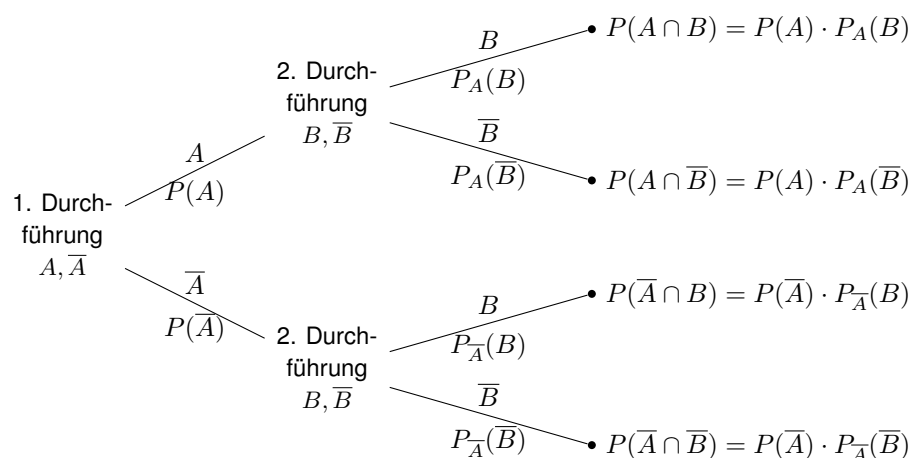 B
P_A(B)
P(A ∩ B) = P(A) · P_A(B)
2. Durch-
führung
B, B̅
B̅
P_A(B̅)
P(A ∩ B̅) = P(A) · P_A(B̅)
A
P(A)
1. Durch-
führung
A, A̅
A̅
P(A̅)
B
P_A̅(B)
P(A̅ ∩ B) = P(A̅) · P_A̅(B)
2. Durch-
führung
B, B̅
B̅
P_A̅(B̅)
P(A̅ ∩ B̅) = P(A̅) · P_A̅(B̅)